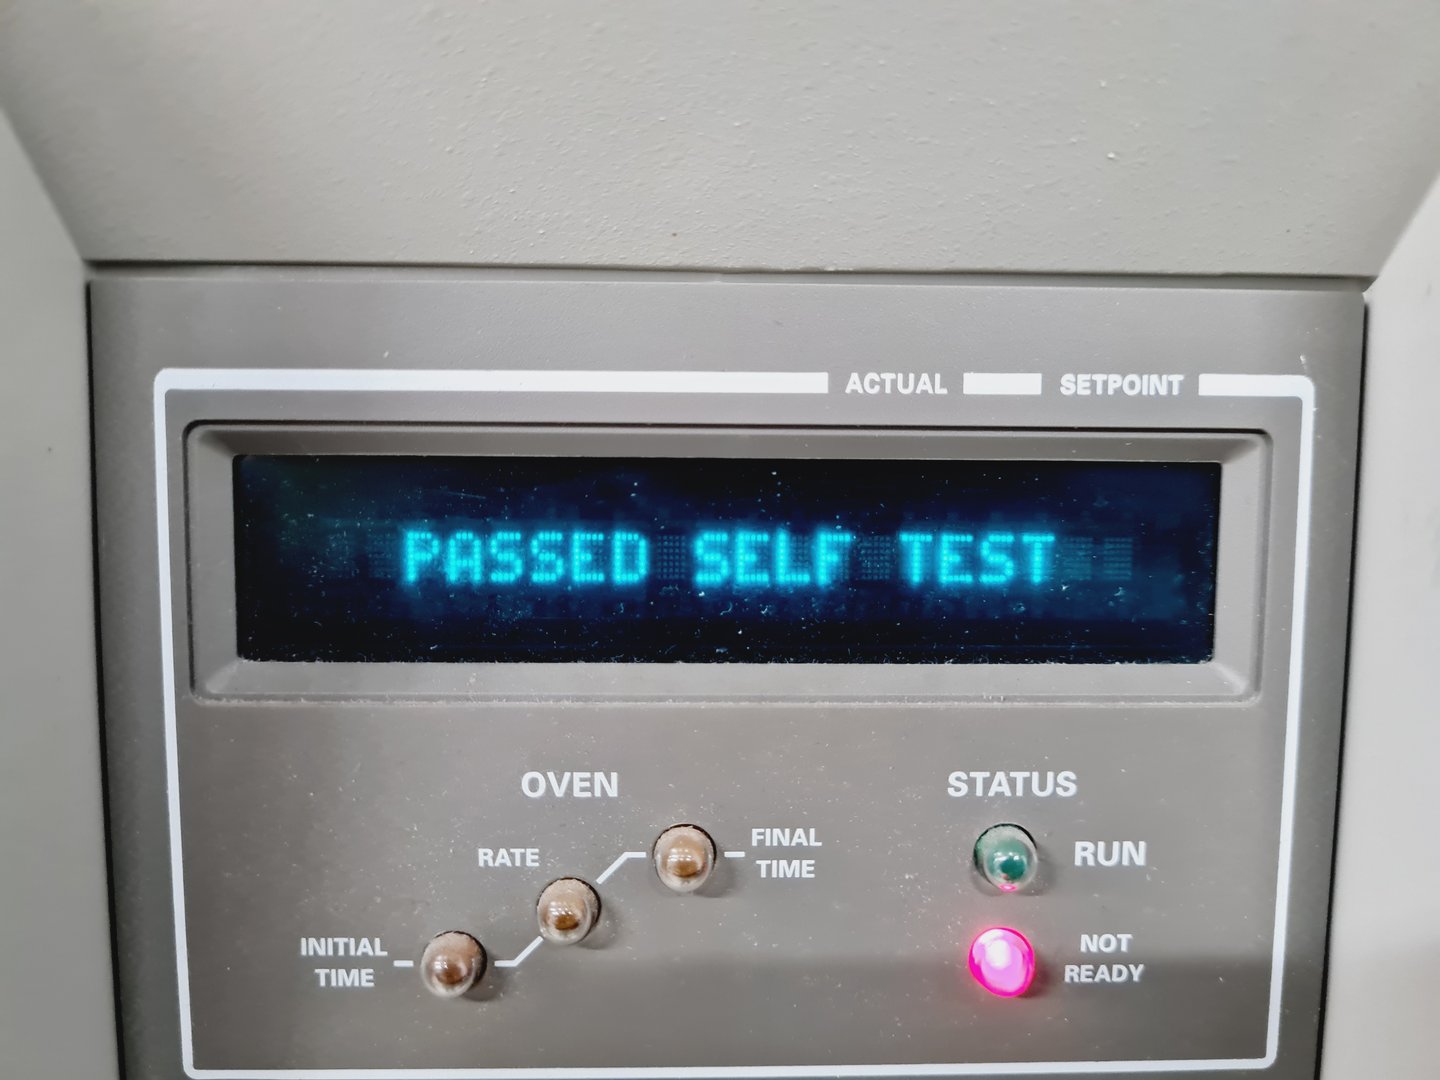 ACTUAL SETPOINT
PASSED SELF TEST
OVEN
RATE
FINAL
TIME
INITIAL
TIME
STATUS
RUN
NOT
READY